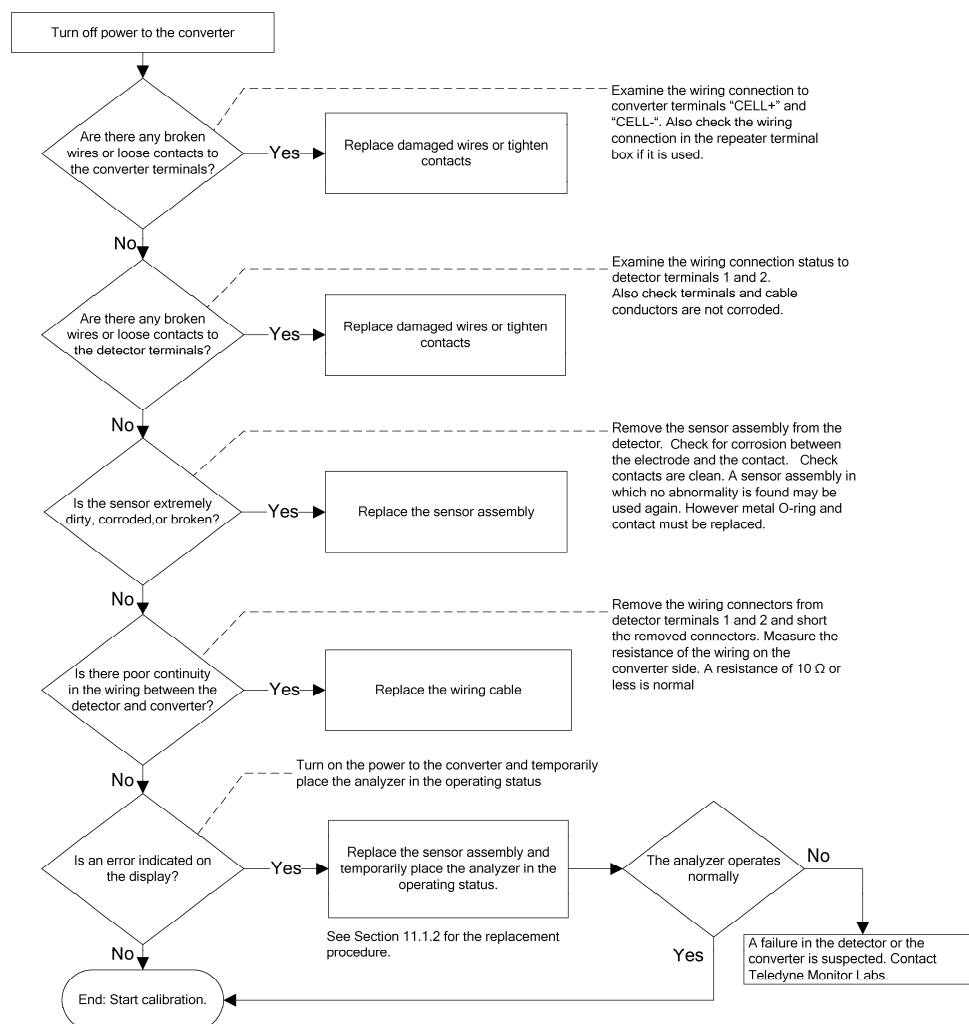 Turn off power to the converter
Are there any broken
wires or loose contacts to
the converter terminals?
Yes
Replace damaged wires or tighten
contacts
Examine the wiring connection to
converter terminals “CELL+” and
“CELL-“. Also check the wiring
connection in the repeater terminal
box if it is used.
No
Are there any broken
wires or loose contacts to
the detector terminals?
Yes
Replace damaged wires or tighten
contacts
Examine the wiring connection status to
detector terminals 1 and 2.
Also check terminals and cable
conductors are not corroded.
No
Is the sensor extremely
dirty, corroded,or broken?
Yes
Replace the sensor assembly
Remove the sensor assembly from the
detector. Check for corrosion between
the electrode and the contact. Check
contacts are clean. A sensor assembly in
which no abnormality is found may be
used again. However metal O-ring and
contact must be replaced.
No
Is there poor continuity
in the wiring between the
detector and converter?
Yes
Replace the wiring cable
Remove the wiring connectors from
detector terminals 1 and 2 and short
the removed connectors. Measure the
resistance of the wiring on the
converter side. A resistance of 10 Ω or
less is normal
No
Turn on the power to the converter and temporarily
place the analyzer in the operating status
Is an error indicated on
the display?
Yes
Replace the sensor assembly and
temporarily place the analyzer in the
operating status.
See Section 11.1.2 for the replacement
procedure.
The analyzer operates
normally
No
A failure in the detector or the
converter is suspected. Contact
Teledyne Monitor Labs.
Yes
No
End: Start calibration.